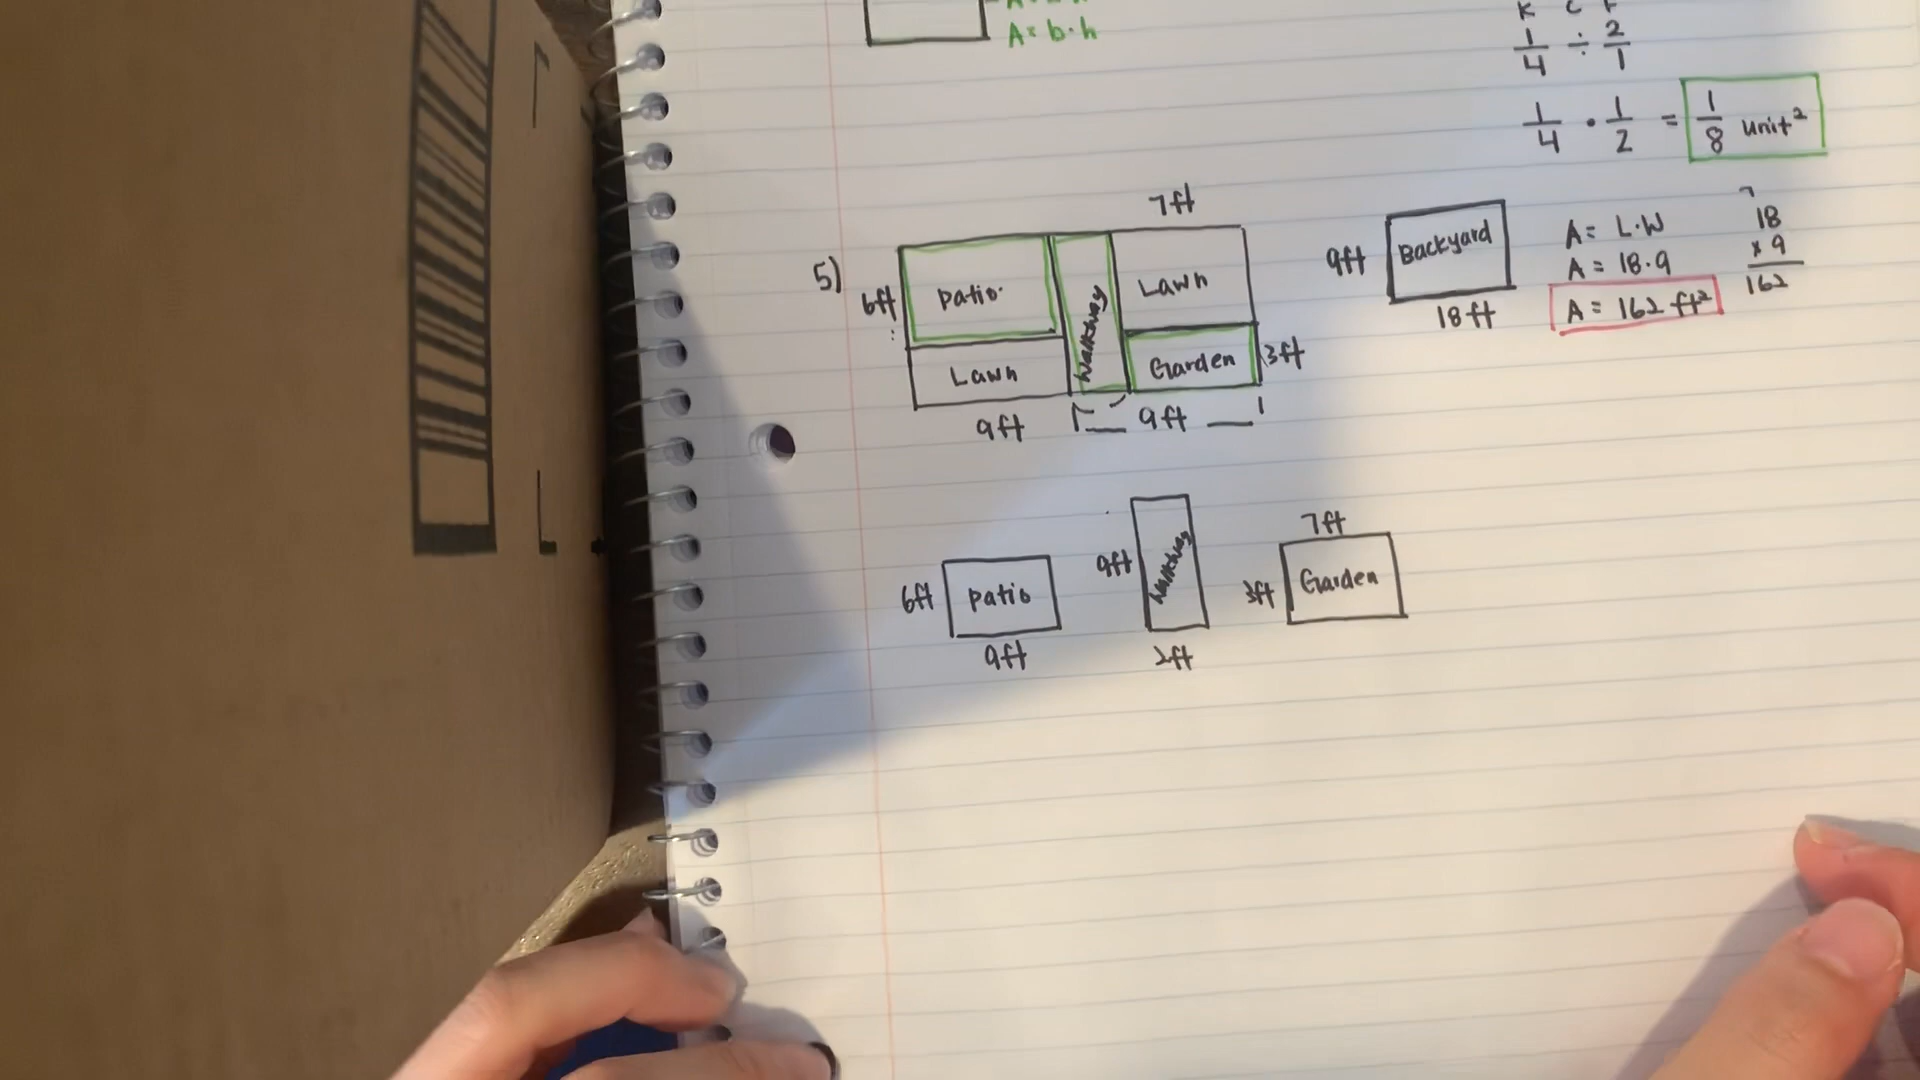 A = b · h
K C F
1/4 ÷ 2/1
1/4 · 1/2 = 1/8 unit²
5)
7ft
6ft
Patio
Walkway
Lawn
Lawn
Garden
3ft
9ft
9ft
9ft
Backyard
18ft
A = L·W
A = 18·9
A = 162 ft²
7
18
x 9
162
6ft
Patio
9ft
9ft
Walkway
2ft
7ft
3ft
Garden